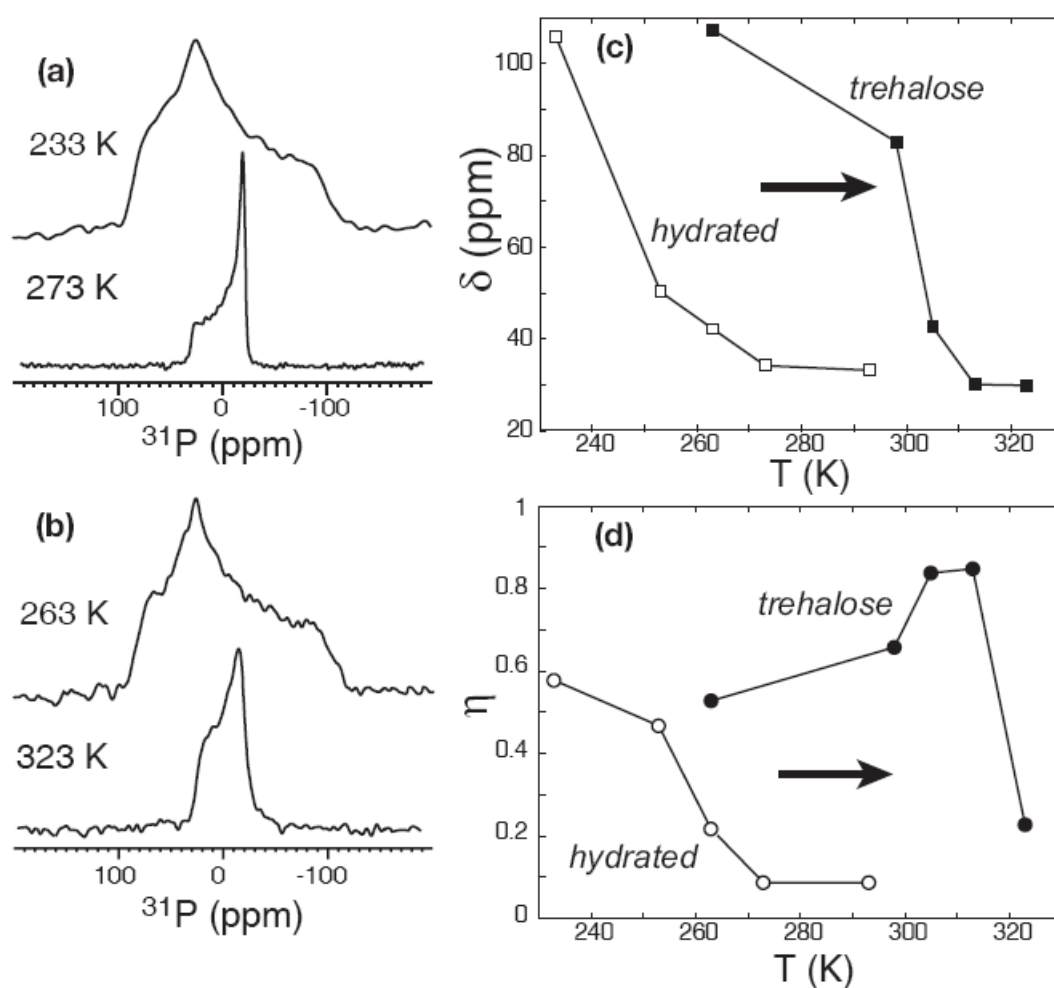 (a)
233 K
273 K
100 0 -100
³¹P (ppm)
(b)
263 K
323 K
100 0 -100
³¹P (ppm)
(c)
trehalose
hydrated
δ (ppm)
100
80
60
40
20
240 260 280 300 320
T (K)
(d)
trehalose
hydrated
η
1
0.8
0.6
0.4
0.2
0
240 260 280 300 320
T (K)